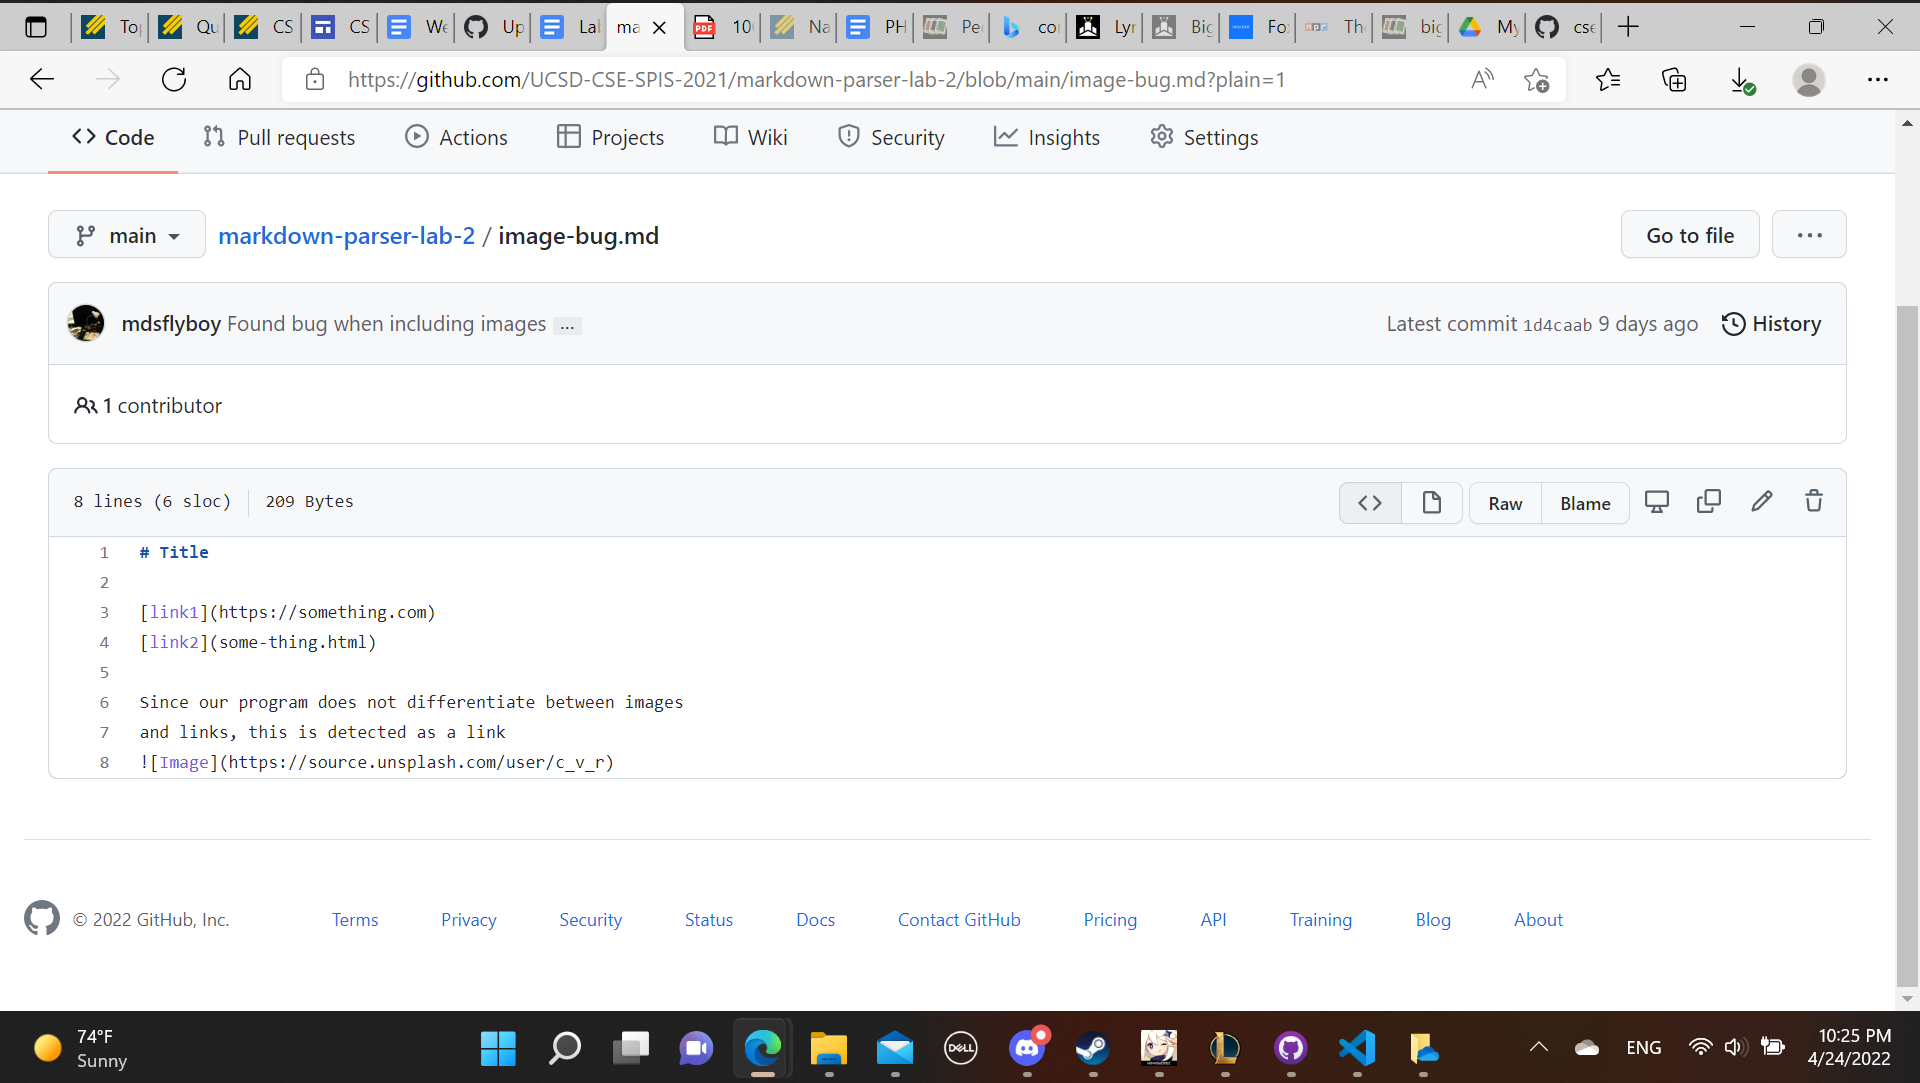 To
Qu
CS
CS
We
Up
Lab
ma
10
Na
PH
Pe
co
Lyr
Big
Fo
Th
big
My
cse
https://github.com/UCSD-CSE-SPIS-2021/markdown-parser-lab-2/blob/main/image-bug.md?plain=1
Code Pull requests Actions Projects Wiki Security Insights Settings
main markdown-parser-lab-2 / image-bug.md Go to file
mdsflyboy Found bug when including images ... Latest commit 1d4caab 9 days ago History
1 contributor
8 lines (6 sloc) 209 Bytes Raw Blame
1 # Title
2
3 [link1](https://something.com)
4 [link2](some-thing.html)
5
6 Since our program does not differentiate between images
7 and links, this is detected as a link
8 ![Image](https://source.unsplash.com/user/c_v_r)
© 2022 GitHub, Inc. Terms Privacy Security Status Docs Contact GitHub Pricing API Training Blog About
74°F
Sunny
DELL
ENG
10:25 PM
4/24/2022